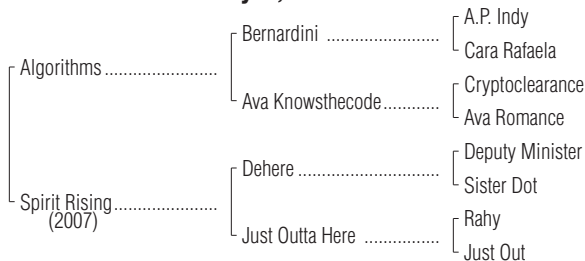 A.P. Indy
Bernardini
Cara Rafaela
Algorithms
Cryptoclearance
Ava Knowsthecode
Ava Romance
Deputy Minister
Dehere
Sister Dot
Spirit Rising
(2007)
Rahy
Just Outta Here
Just Out